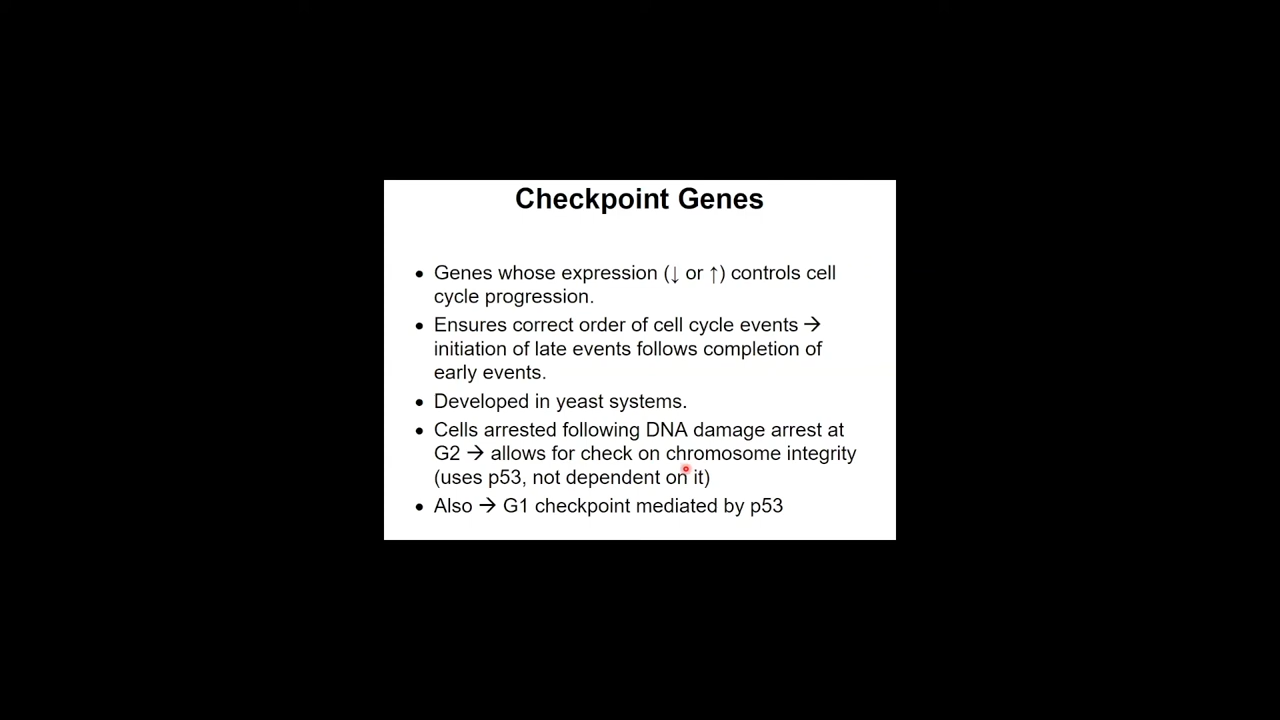 Checkpoint Genes
• Genes whose expression (↓ or ↑) controls cell
cycle progression.
• Ensures correct order of cell cycle events →
initiation of late events follows completion of
early events.
• Developed in yeast systems.
• Cells arrested following DNA damage arrest at
G2 → allows for check on chromosome integrity
(uses p53, not dependent on it)
• Also → G1 checkpoint mediated by p53